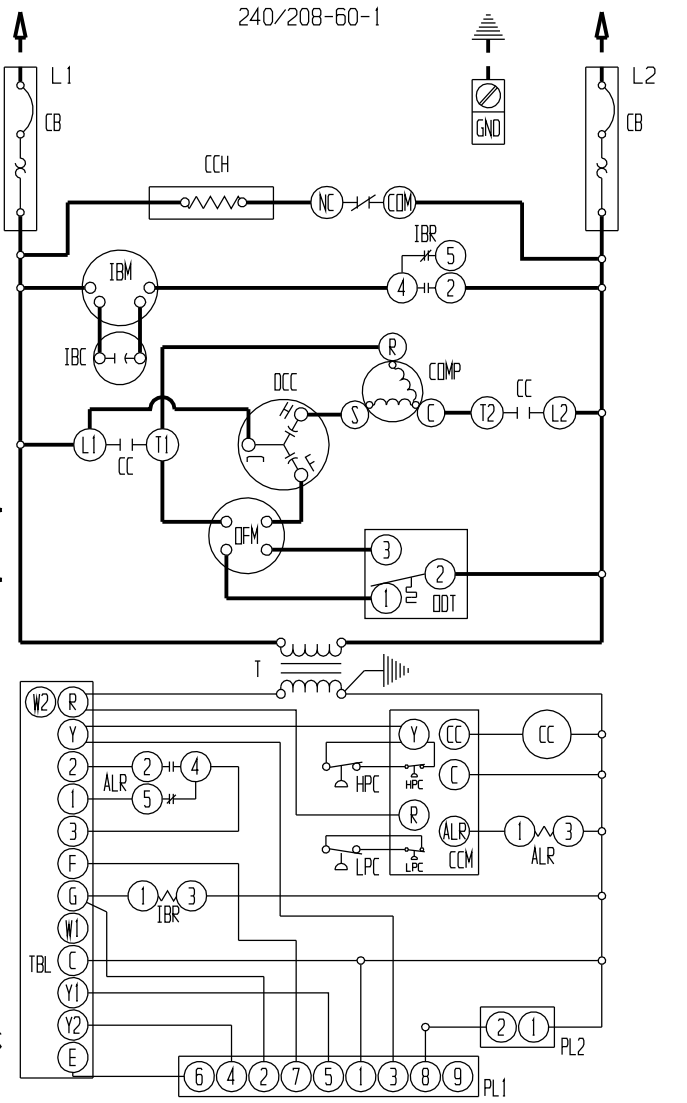 240/208-60-1
L1
L2
CB
GND
CB
CCH
NC
COM
IBR
5
IBM
4
2
IBC
R
COMP
OCC
CC
H
S
C
T2
L2
L1
T1
CC
C
F
OFM
3
2
1
ODT
T
W2
R
Y
Y
CC
CC
2
2
4
ALR
HPC
HPC
C
1
5
R
3
ALR
1
3
F
LPC
LPC
CCM
ALR
G
1
3
IBR
W1
TBL
C
Y1
Y2
2
1
PL2
E
6
4
2
7
5
1
3
8
9
PL1